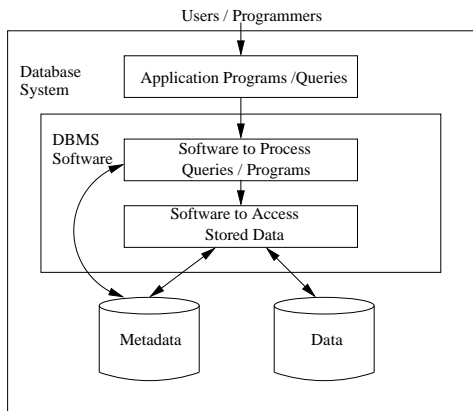 Users / Programmers
Database
System
Application Programs /Queries
DBMS
Software
Software to Process
Queries / Programs
Software to Access
Stored Data
Metadata
Data